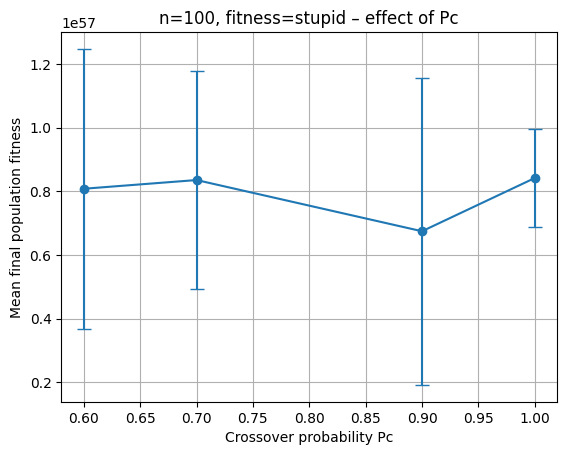 n=100, fitness=stupid – effect of Pc
1e57
1.2
1.0
0.8
0.6
0.4
0.2
Mean final population fitness
0.60 0.65 0.70 0.75 0.80 0.85 0.90 0.95 1.00
Crossover probability Pc